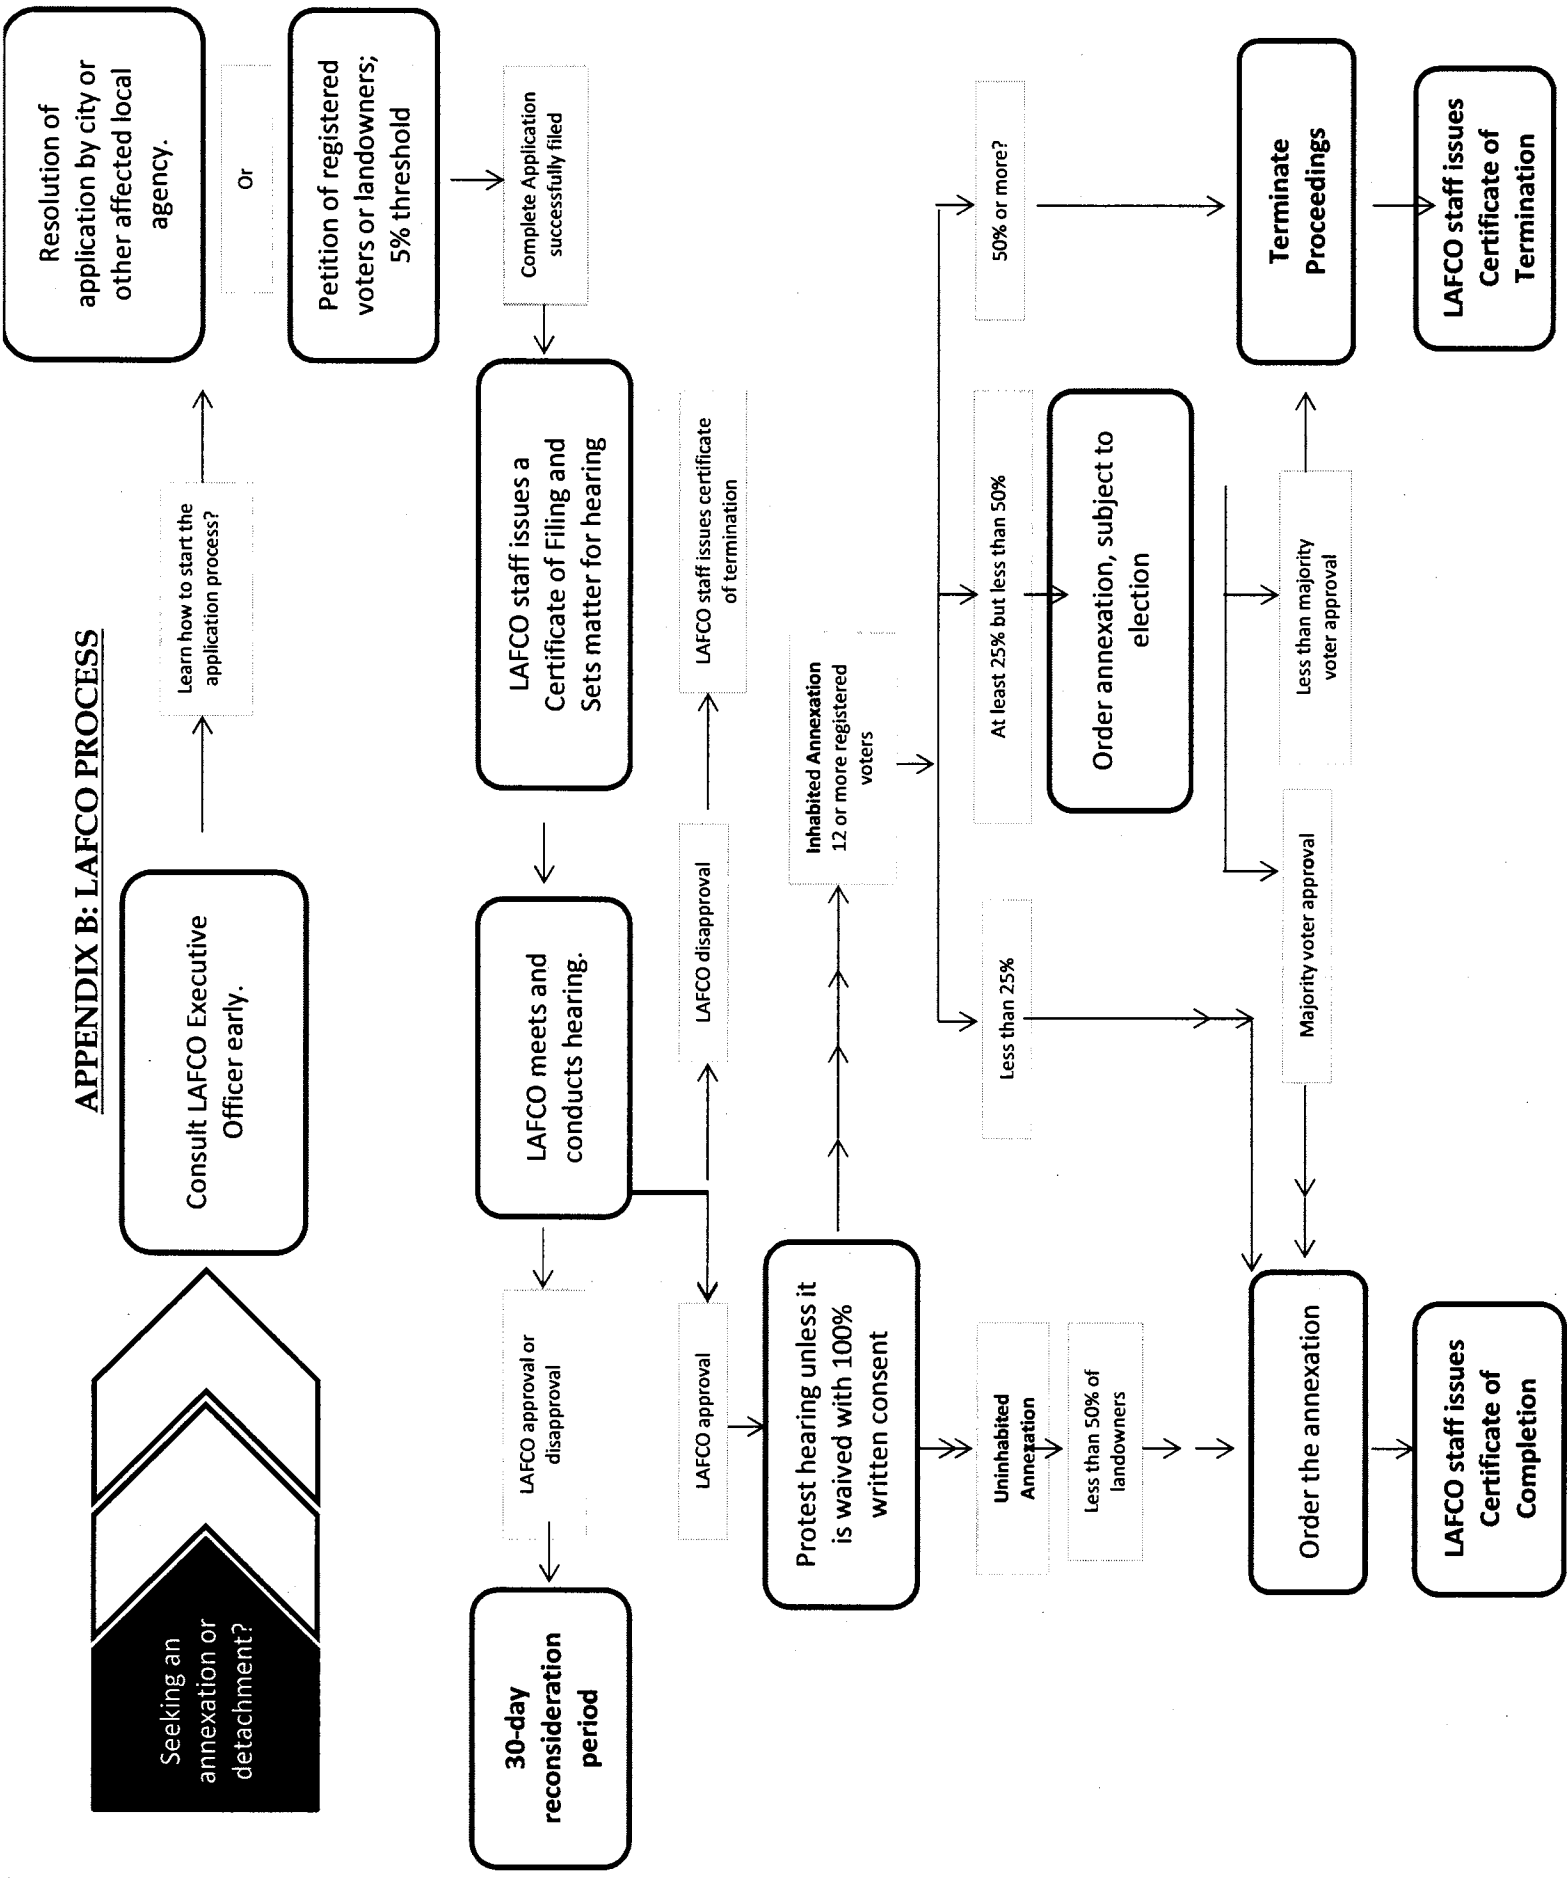 APPENDIX B: LAFCO PROCESS
Seeking an
annexation or
detachment?
Consult LAFCO Executive
Officer early.
Learn how to start the
application process?
Resolution of
application by city or
other affected local
agency.
Or
Petition of registered
voters or landowners;
5% threshold
Complete Application
successfully filed
LAFCO staff issues a
Certificate of Filing and
Sets matter for hearing
LAFCO meets and
conducts hearing.
LAFCO approval or
disapproval
30-day
reconsideration
period
LAFCO approval
LAFCO disapproval
LAFCO staff issues certificate
of termination
Protest hearing unless it
is waived with 100%
written consent
Inhabited Annexation
12 or more registered
voters
Uninhabited
Annexation
Less than 50% of
landowners
Less than 25%
At least 25% but less than 50%
50% or more?
Order annexation, subject to
election
Majority voter approval
Less than majority
voter approval
Order the annexation
Terminate
Proceedings
LAFCO staff issues
Certificate of
Completion
LAFCO staff issues
Certificate of
Termination